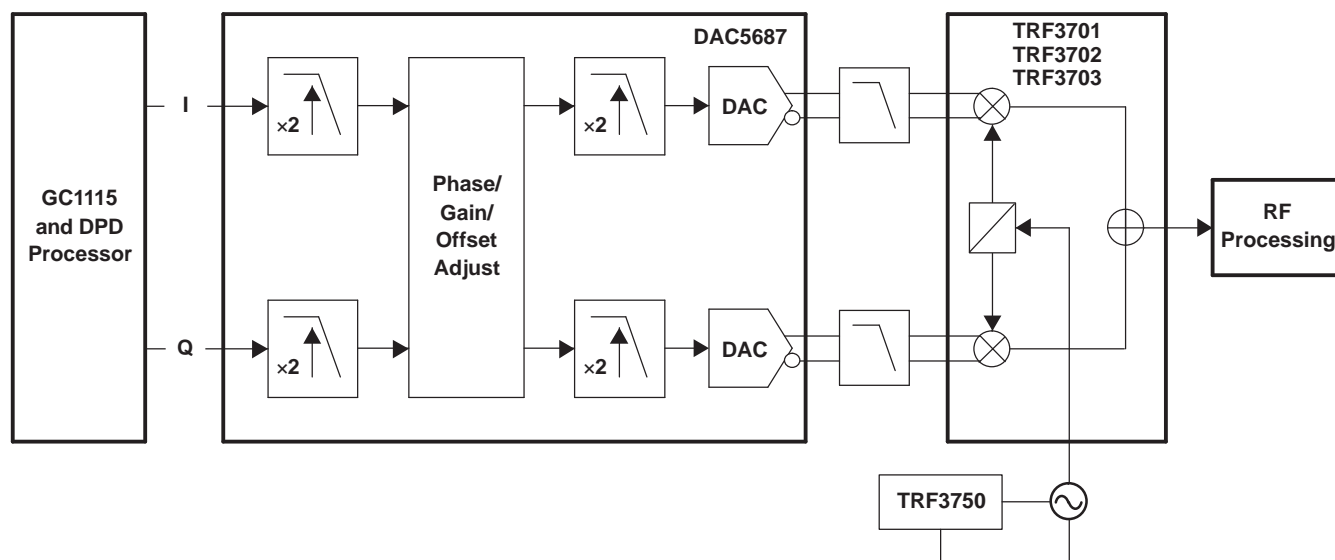 DAC5687
TRF3701
TRF3702
TRF3703
I
×2
×2
DAC
GC1115
and DPD
Processor
Phase/
Gain/
Offset
Adjust
RF
Processing
Q
×2
×2
DAC
TRF3750